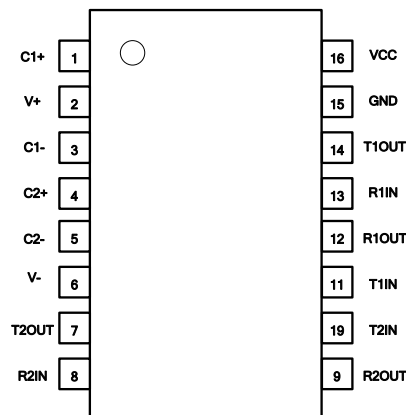 C1+ 1 16 VCC
V+ 2 15 GND
C1- 3 14 T1OUT
C2+ 4 13 R1IN
C2- 5 12 R1OUT
V- 6 11 T1IN
T2OUT 7 19 T2IN
R2IN 8 9 R2OUT